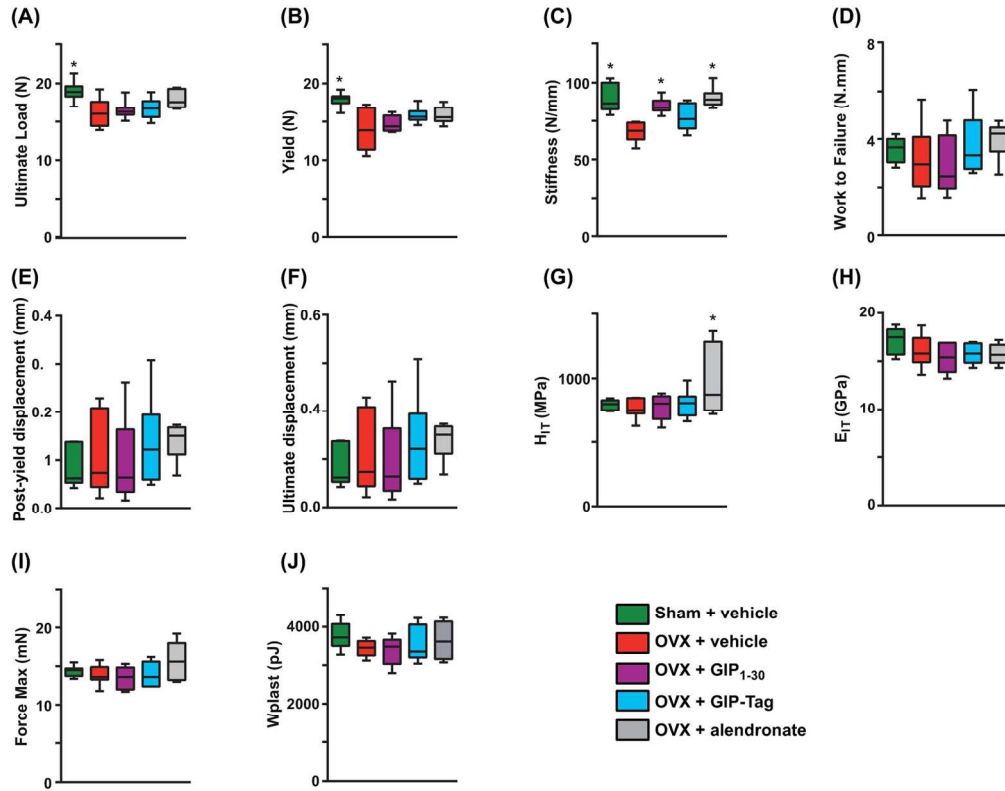 (A)
Ultimate Load (N)
20
10
0
*
(B)
Yield (N)
20
10
0
*
(C)
Stiffness (N/mm)
100
50
0
* * *
(D)
Work to Failure (N.mm)
8
4
0
(E)
Post-yield displacement (mm)
0.
0.
0.2
1
0.0
(F)
Ultimate displacement (mm)
0.6
0.4
0.2
0.0
(G)
HIT (MPa)
1000
0
*
(H)
EIT (GPa)
20
10
0
(I)
Force Max (mN)
20
10
0
(J)
Wplast (pJ)
4000
2000
0
Sham + vehicle
OVX + vehicle
OVX + GIP1-30
OVX + GIP-Tag
OVX + alendronate